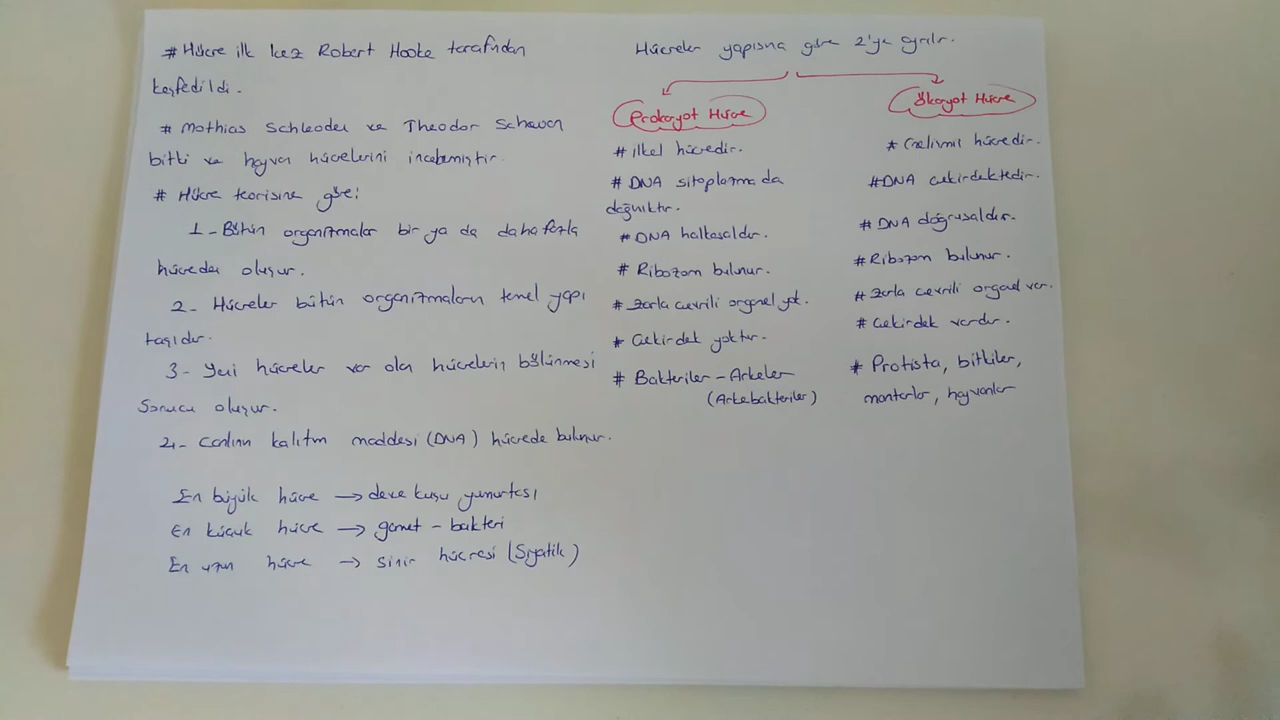 # Hücre ilk kez Robert Hooke tarafından
keşfedildi.
# Mathias Schleiden ve Theodor Schwann
bitki ve hayvan hücrelerini incelemiştir.
# Hücre teorisine göre;
1- Bütün organizmalar bir ya da daha fazla
hücreden oluşur.
2- Hücreler bütün organizmaların temel yapı
taşıdır.
3- Yeni hücreler var olan hücrelerin bölünmesi
sonucu oluşur.
4- Canlının kalıtım maddesi (DNA) hücrede bulunur.
En büyük hücre → deve kuşu yumurtası
En küçük hücre → gamet - bakteri
En uzun hücre → sinir hücresi (Siyatik)
Hücreler yapısına göre 2'ye ayrılır.
Prokaryot Hücre
# ilkel hücredir.
# DNA sitoplazmada
dağınıktır.
# DNA halkasaldır.
# Ribozom bulunur.
# Zarla çevrili organel yok.
# Çekirdek yoktur.
# Bakteriler - Arkeler
(Arkebakteriler)
Ökaryot Hücre
# Gelişmiş hücredir.
# DNA çekirdektedir.
# DNA doğrusaldır.
# Ribozom bulunur.
# Zarla çevrili organel var.
# Çekirdek vardır.
# Protista, bitkiler,
mantarlar, hayvanlar